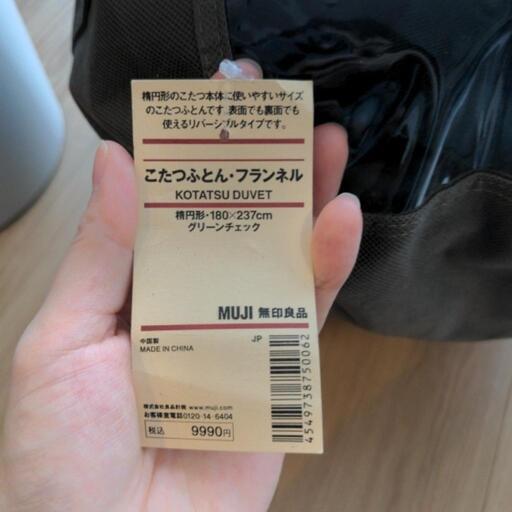 楕円形のこたつ本体に使いやすいサイズ
のこたつふとんです。表面でも裏面でも
使えるリバーシブルタイプです。
こたつふとん・フランネル
KOTATSU DUVET
楕円形・180×237cm
グリーンチェック
MUJI 無印良品
中国製
MADE IN CHINA
JP
4549738750062
株式会社良品計画 www.muji.com
お客様室電話0120-14-6404
税込 9990円